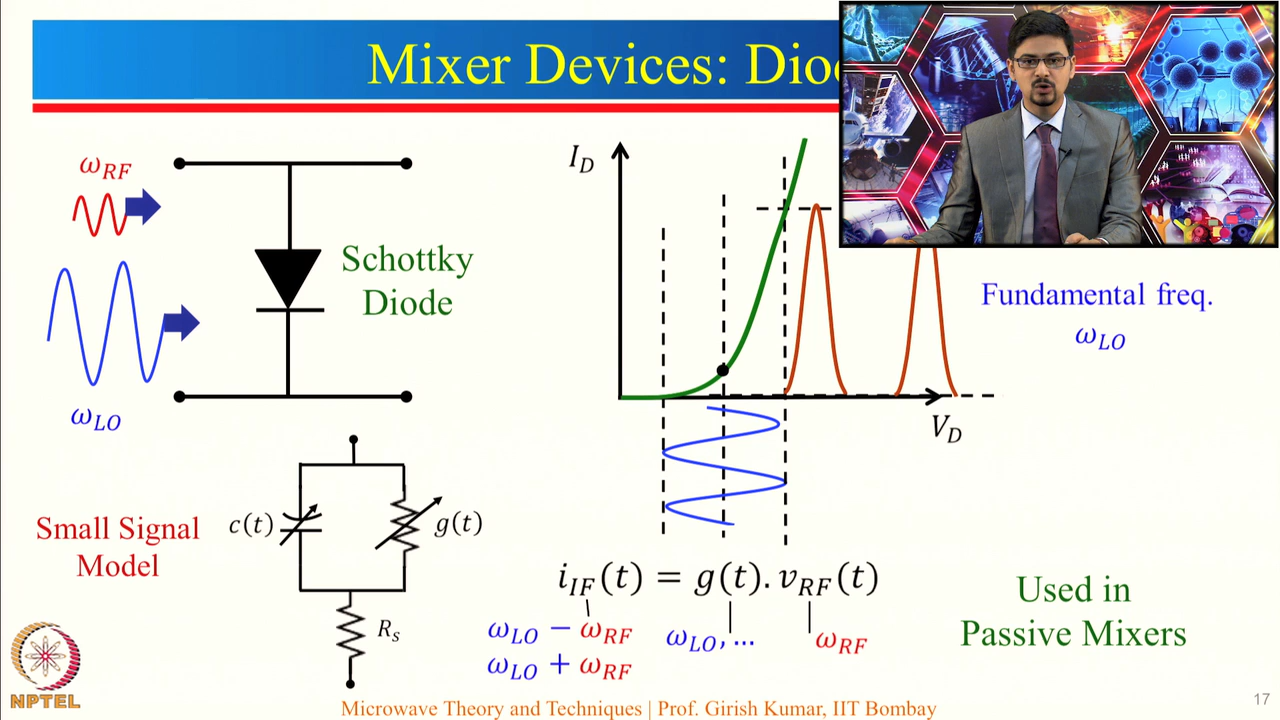 Mixer Devices: Dio
ω_RF
ω_LO
Schottky
Diode
I_D
V_D
Fundamental freq.
ω_LO
Small Signal
Model
c(t)
g(t)
R_s
i_IF(t) = g(t). v_RF(t)
ω_LO − ω_RF
ω_LO + ω_RF
ω_LO, ...
ω_RF
Used in
Passive Mixers
NPTEL
Microwave Theory and Techniques | Prof. Girish Kumar, IIT Bombay
17